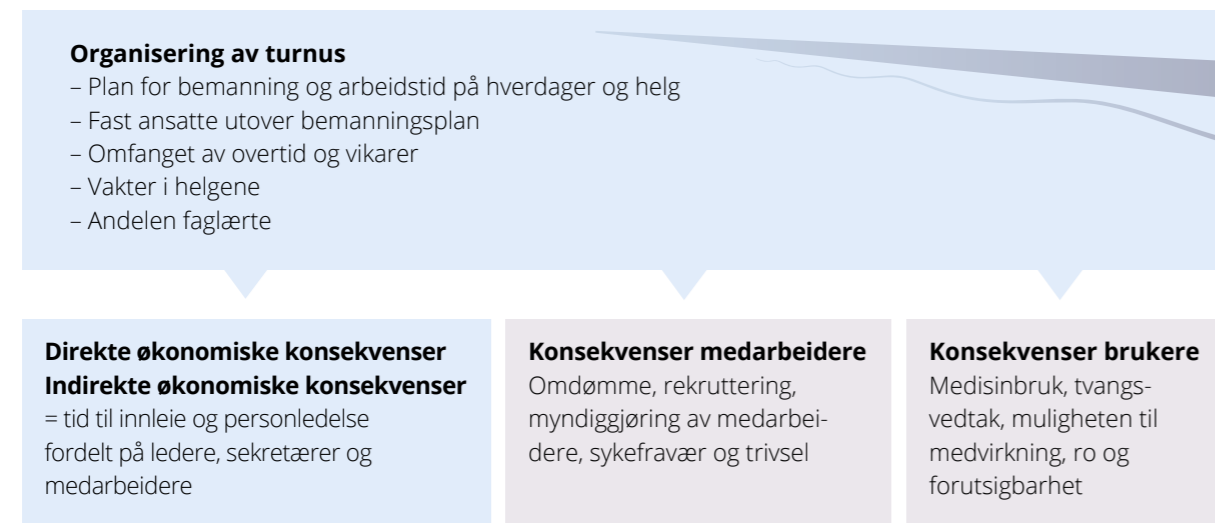 Organisering av turnus
– Plan for bemanning og arbeidstid på hverdager og helg
– Fast ansatte utover bemanningsplan
– Omfanget av overtid og vikarer
– Vakter i helgene
– Andelen faglærte
Direkte økonomiske konsekvenser
Indirekte økonomiske konsekvenser
= tid til innleie og personledelse
fordelt på ledere, sekretærer og
medarbeidere
Konsekvenser medarbeidere
Omdømme, rekruttering,
myndiggjøring av medarbei-
dere, sykefravær og trivsel
Konsekvenser brukere
Medisinbruk, tvangs-
vedtak, muligheten til
medvirkning, ro og
forutsigbarhet